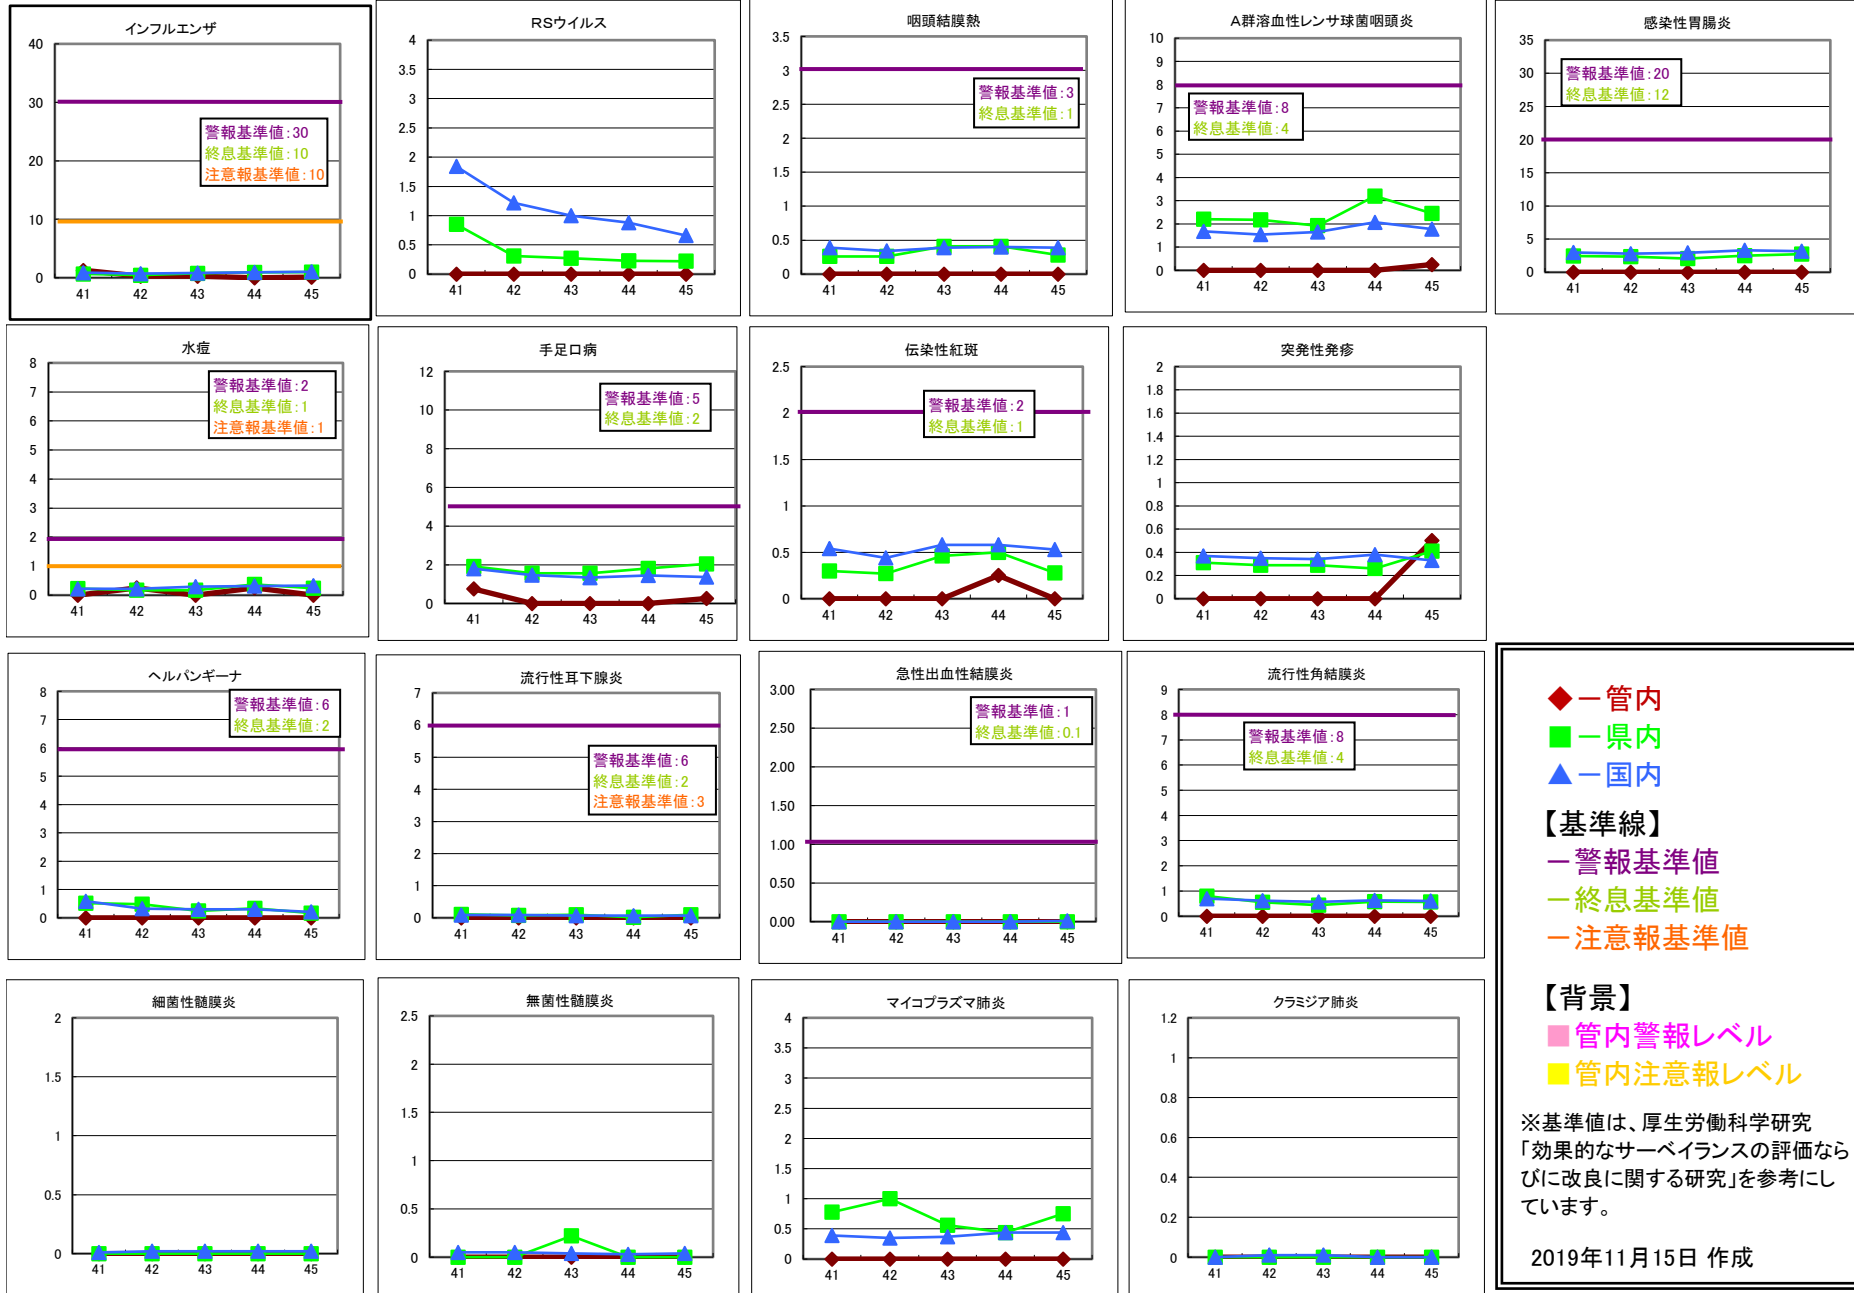 インフルエンザ
40
30
20
10
0
警報基準値:30
終息基準値:10
注意報基準値:10
41 42 43 44 45
RSウイルス
4
3.5
3
2.5
2
1.5
1
0.5
0
41 42 43 44 45
咽頭結膜熱
3.5
3
2.5
2
1.5
1
0.5
0
警報基準値:3
終息基準値:1
41 42 43 44 45
A群溶血性レンサ球菌咽頭炎
10
9
8
7
6
5
4
3
2
1
0
警報基準値:8
終息基準値:4
41 42 43 44 45
感染性胃腸炎
35
30
25
20
15
10
5
0
警報基準値:20
終息基準値:12
41 42 43 44 45
水痘
8
7
6
5
4
3
2
1
0
警報基準値:2
終息基準値:1
注意報基準値:1
41 42 43 44 45
手足口病
12
10
8
6
4
2
0
警報基準値:5
終息基準値:2
41 42 43 44 45
伝染性紅斑
2.5
2
1.5
1
0.5
0
警報基準値:2
終息基準値:1
41 42 43 44 45
突発性発疹
2
1.8
1.6
1.4
1.2
1
0.8
0.6
0.4
0.2
0
41 42 43 44 45
ヘルパンギーナ
8
7
6
5
4
3
2
1
0
警報基準値:6
終息基準値:2
41 42 43 44 45
流行性耳下腺炎
7
6
5
4
3
2
1
0
警報基準値:6
終息基準値:2
注意報基準値:3
41 42 43 44 45
急性出血性結膜炎
3.00
2.50
2.00
1.50
1.00
0.50
0.00
警報基準値:1
終息基準値:0.1
41 42 43 44 45
流行性角結膜炎
9
8
7
6
5
4
3
2
1
0
警報基準値:8
終息基準値:4
41 42 43 44 45
細菌性髄膜炎
2
1.5
1
0.5
0
41 42 43 44 45
無菌性髄膜炎
2.5
2
1.5
1
0.5
0
41 42 43 44 45
マイコプラズマ肺炎
4
3.5
3
2.5
2
1.5
1
0.5
0
41 42 43 44 45
クラミジア肺炎
1.2
1
0.8
0.6
0.4
0.2
0
41 42 43 44 45
◆-管内
■-県内
▲-国内
【基準線】
-警報基準値
-終息基準値
-注意報基準値
【背景】
■管内警報レベル
■管内注意報レベル
※基準値は、厚生労働科学研究
「効果的なサーベイランスの評価なら
びに改良に関する研究」を参考にし
ています。
2019年11月15日 作成